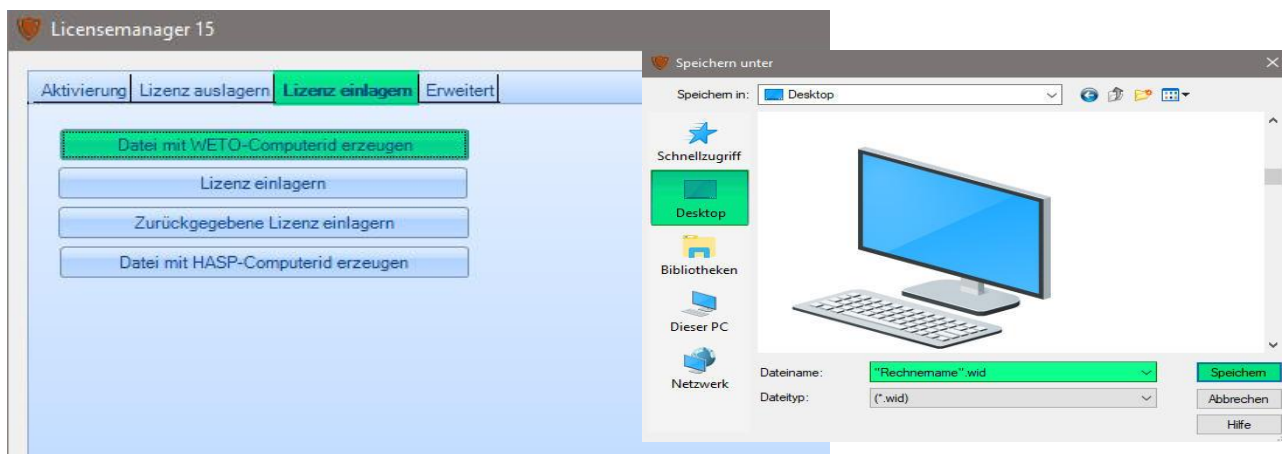 Licensemanager 15
Aktivierung Lizenz auslagern Lizenz einlagern Erweitert
Datei mit WETO-Computerid erzeugen
Lizenz einlagern
Zurückgegebene Lizenz einlagern
Datei mit HASP-Computerid erzeugen
Speichern unter
Speichern in: Desktop
Schnellzugriff
Desktop
Bibliotheken
Dieser PC
Netzwerk
Dateiname: "Rechnername".wid Speichern
Dateityp: (*.wid) Abbrechen
Hilfe